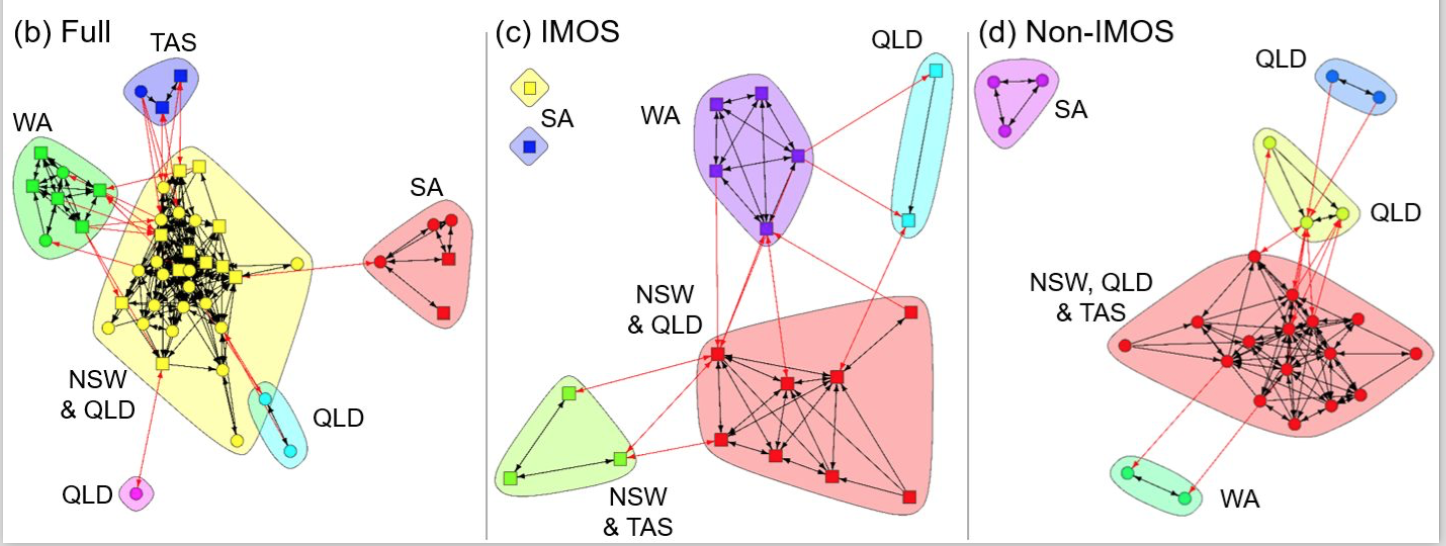 (b) Full
TAS
WA
SA
NSW
& QLD
QLD
QLD
(c) IMOS
SA
WA
QLD
NSW
& QLD
NSW
& TAS
(d) Non-IMOS
SA
QLD
QLD
NSW, QLD
& TAS
WA